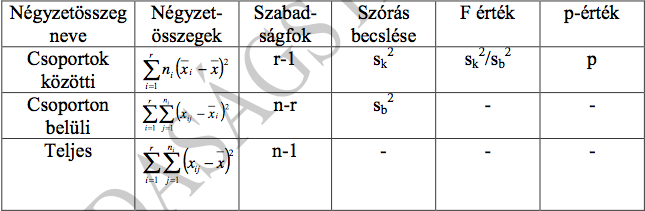 Négyzetösszeg neve | Négyzet-összegek | Szabad-ságfok | Szórás becslése | F érték | p-érték
Csoportok közötti | \sum_{i=1}^{r} n_i(\bar{x}_i - \bar{x})^2 | r-1 | s_k^2 | s_k^2/s_b^2 | p
Csoporton belüli | \sum_{i=1}^{r}\sum_{j=1}^{n_i}(x_{ij} - \bar{x}_i)^2 | n-r | s_b^2 | - | -
Teljes | \sum_{i=1}^{r}\sum_{j=1}^{n_i}(x_{ij} - \bar{x})^2 | n-1 | - | - | -
DASÁGST